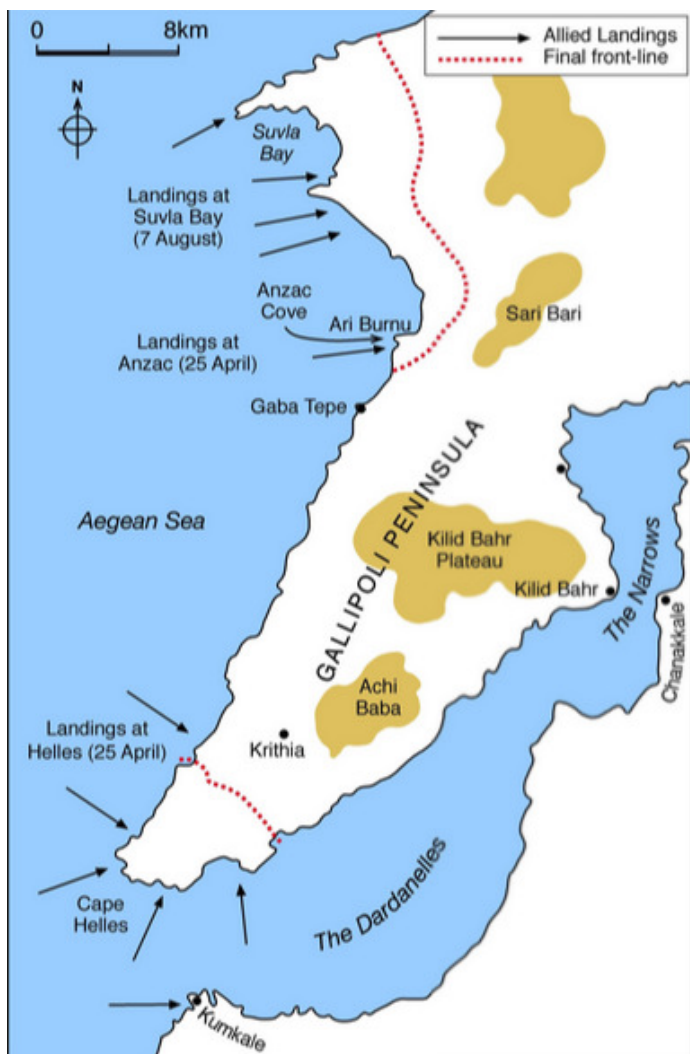 0 8km
Allied Landings
Final front-line
N
Suvla
Bay
Landings at
Suvla Bay
(7 August)
Anzac
Cove
Ari Burnu
Sari Bari
Landings at
Anzac (25 April)
Gaba Tepe
GALLIPOLI PENINSULA
Aegean Sea
Kilid Bahr
Plateau
Kilid Bahr
The Narrows
Chanakkale
Achi
Baba
Landings at
Helles (25 April)
Krithia
Cape
Helles
The Dardanelles
Kumkale